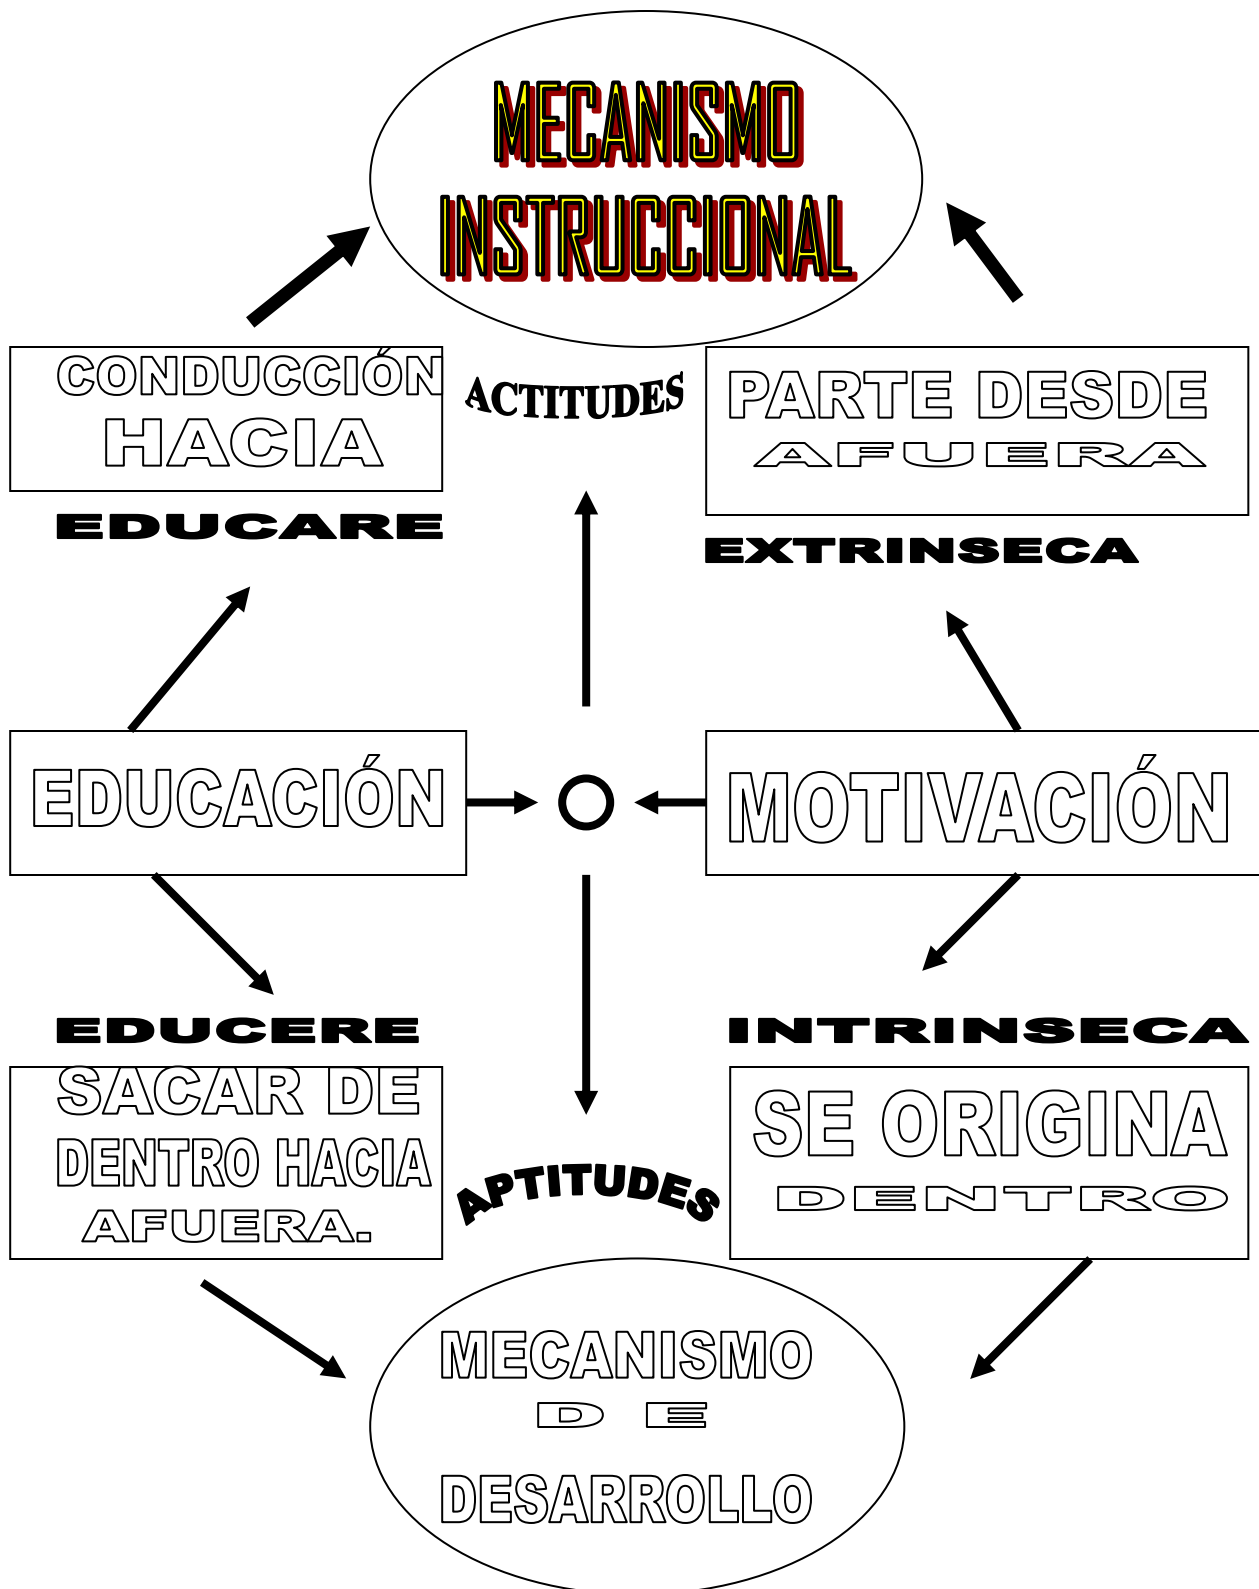 MECANISMO
INSTRUCCIONAL
CONDUCCIÓN
HACIA
ACTITUDES
PARTE DESDE
AFUERA
EDUCARE
EXTRINSECA
EDUCACIÓN
MOTIVACIÓN
EDUCERE
INTRINSECA
SACAR DE
DENTRO HACIA
AFUERA.
SE ORIGINA
DENTRO
APTITUDES
MECANISMO
D E
DESARROLLO